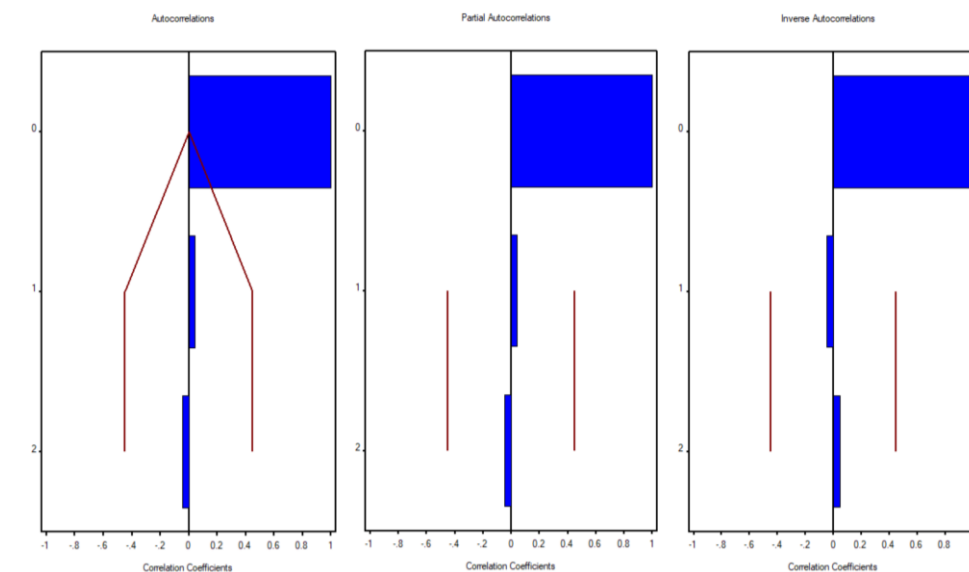 Autocorrelations
Partial Autocorrelations
Inverse Autocorrelations
0
1
2
-1 -.8 -.6 -.4 -.2 0 0.2 0.4 0.6 0.8 1
Correlation Coefficients
0
1
2
-1 -.8 -.6 -.4 -.2 0 0.2 0.4 0.6 0.8 1
Correlation Coefficients
0
1
2
-1 -.8 -.6 -.4 -.2 0 0.2 0.4 0.6 0.8
Correlation Coefficients